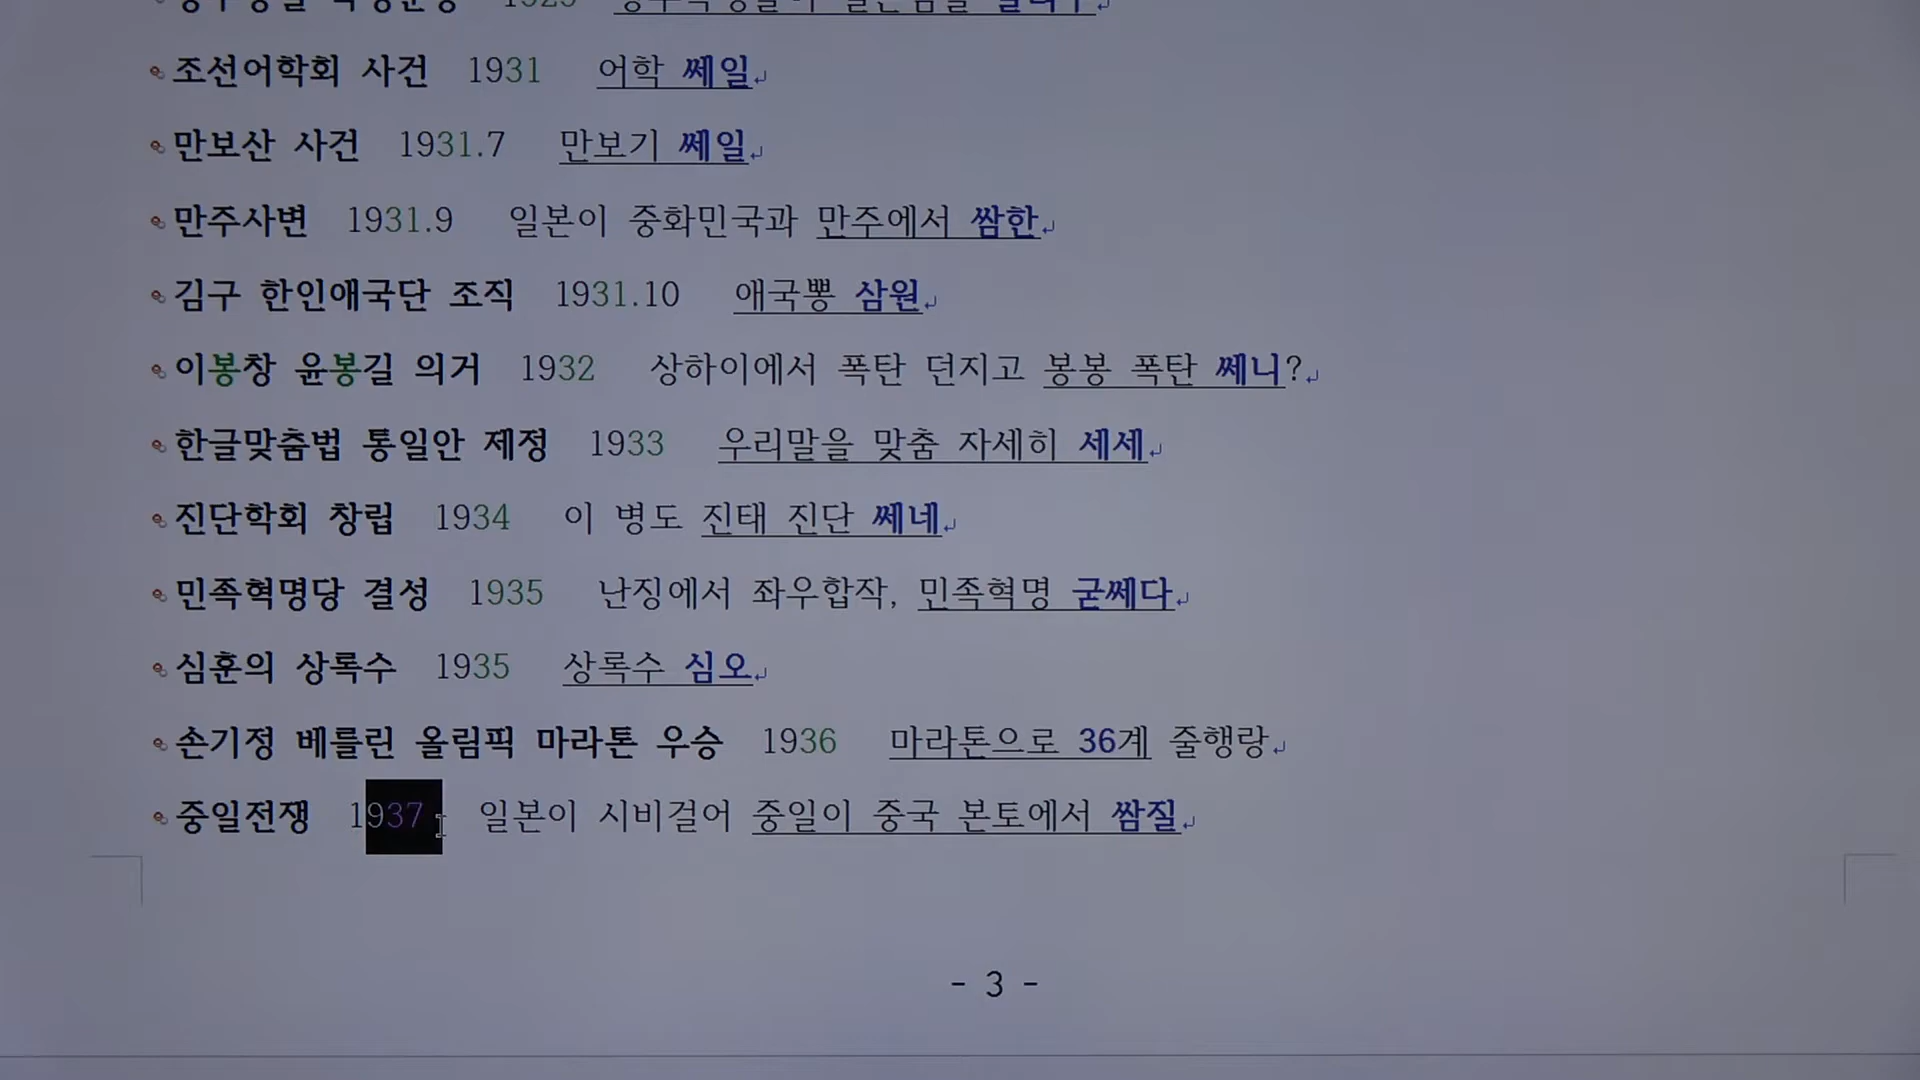 조선어학회 사건 1931 어학 쎄일
만보산 사건 1931.7 만보기 쎄일
만주사변 1931.9 일본이 중화민국과 만주에서 쌈한
김구 한인애국단 조직 1931.10 애국뽕 삼원
이봉창 윤봉길 의거 1932 상하이에서 폭탄 던지고 봉봉 폭탄 쎄니?
한글맞춤법 통일안 제정 1933 우리말을 맞춤 자세히 세세
진단학회 창립 1934 이 병도 진태 진단 쎄네
민족혁명당 결성 1935 난징에서 좌우합작, 민족혁명 굳쎄다
심훈의 상록수 1935 상록수 심오
손기정 베를린 올림픽 마라톤 우승 1936 마라톤으로 36계 줄행랑
중일전쟁 1937 일본이 시비걸어 중일이 중국 본토에서 쌈질
- 3 -